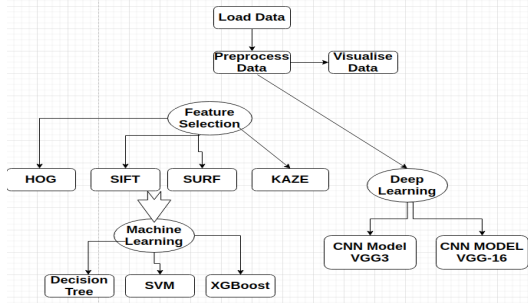 Load Data
Preprocess
Data
Visualise
Data
Feature
Selection
HOG
SIFT
SURF
KAZE
Deep
Learning
Machine
Learning
CNN Model
VGG3
CNN MODEL
VGG-16
Decision
Tree
SVM
XGBoost